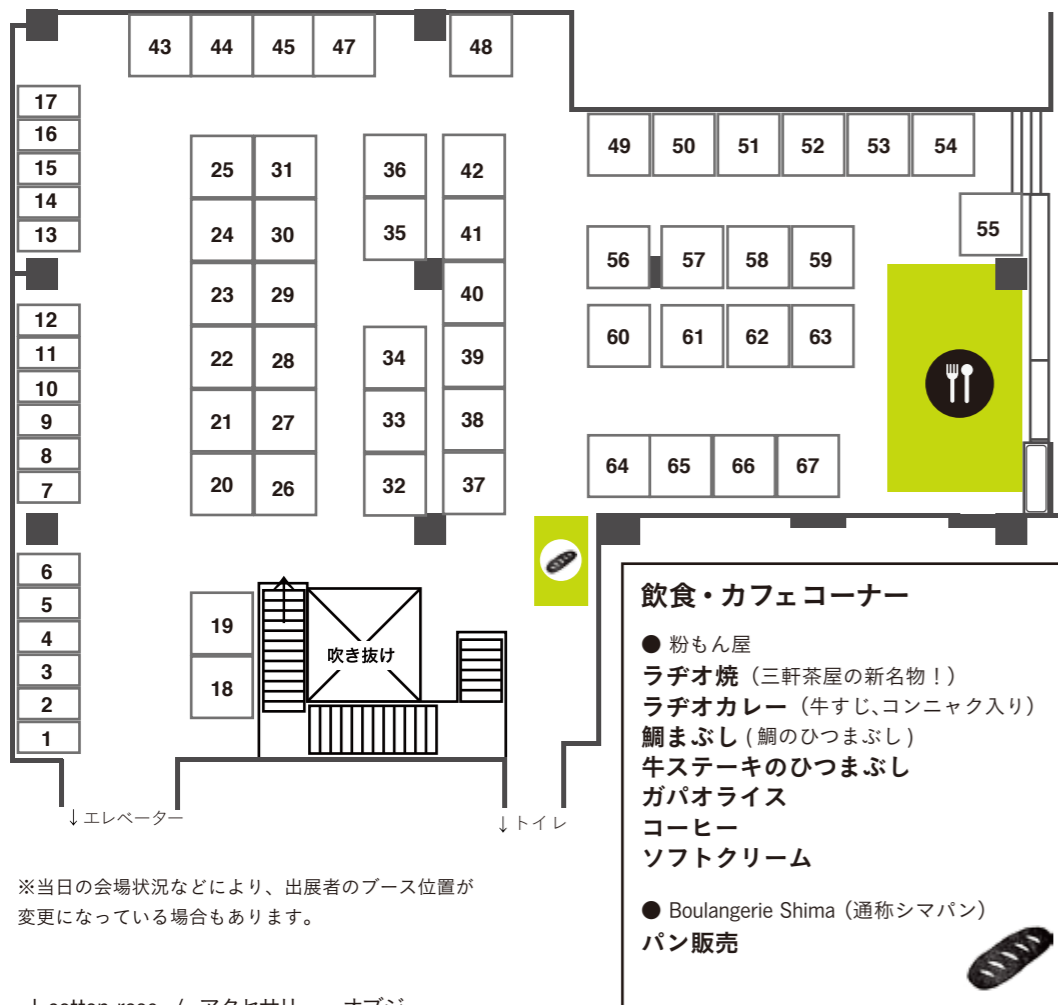 43 44 45 47 48
17
16
15
14
13
12
11
10
9
8
7
6
5
4
3
2
1
25 31
24 30
23 29
22 28
21 27
20 26
19
18
36 42
35 41
40
34 39
33 38
32 37
49 50 51 52 53 54
55
56 57 58 59
60 61 62 63
64 65 66 67
吹き抜け
↓エレベーター
↓トイレ
※当日の会場状況などにより、出展者のブース位置が
変更になっている場合もあります。
飲食・カフェコーナー
● 粉もん屋
ラヂオ焼（三軒茶屋の新名物！）
ラヂオカレー（牛すじ、コンニャク入り）
鯛まぶし ( 鯛のひつまぶし )
牛ステーキのひつまぶし
ガパオライス
コーヒー
ソフトクリーム
● Boulangerie Shima（通称シマパン）
パン販売